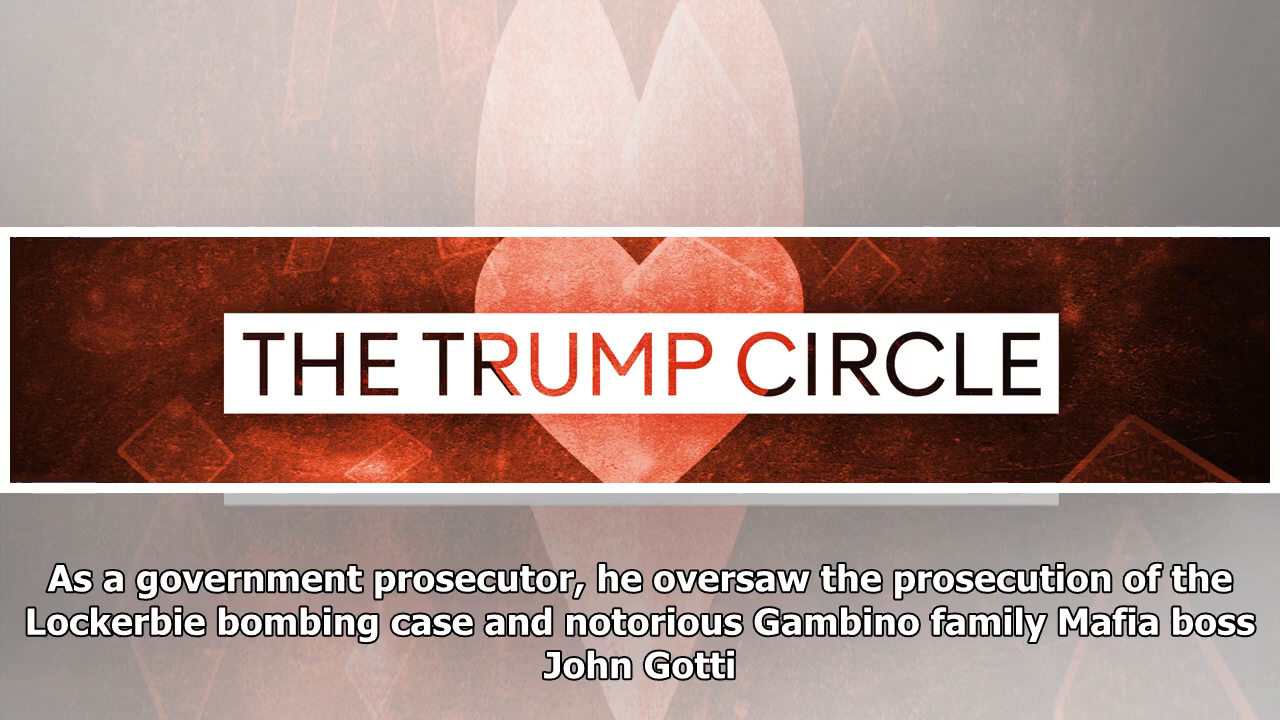 THE TRUMP CIRCLE
As a government prosecutor, he oversaw the prosecution of the
Lockerbie bombing case and notorious Gambino family Mafia boss
John Gotti